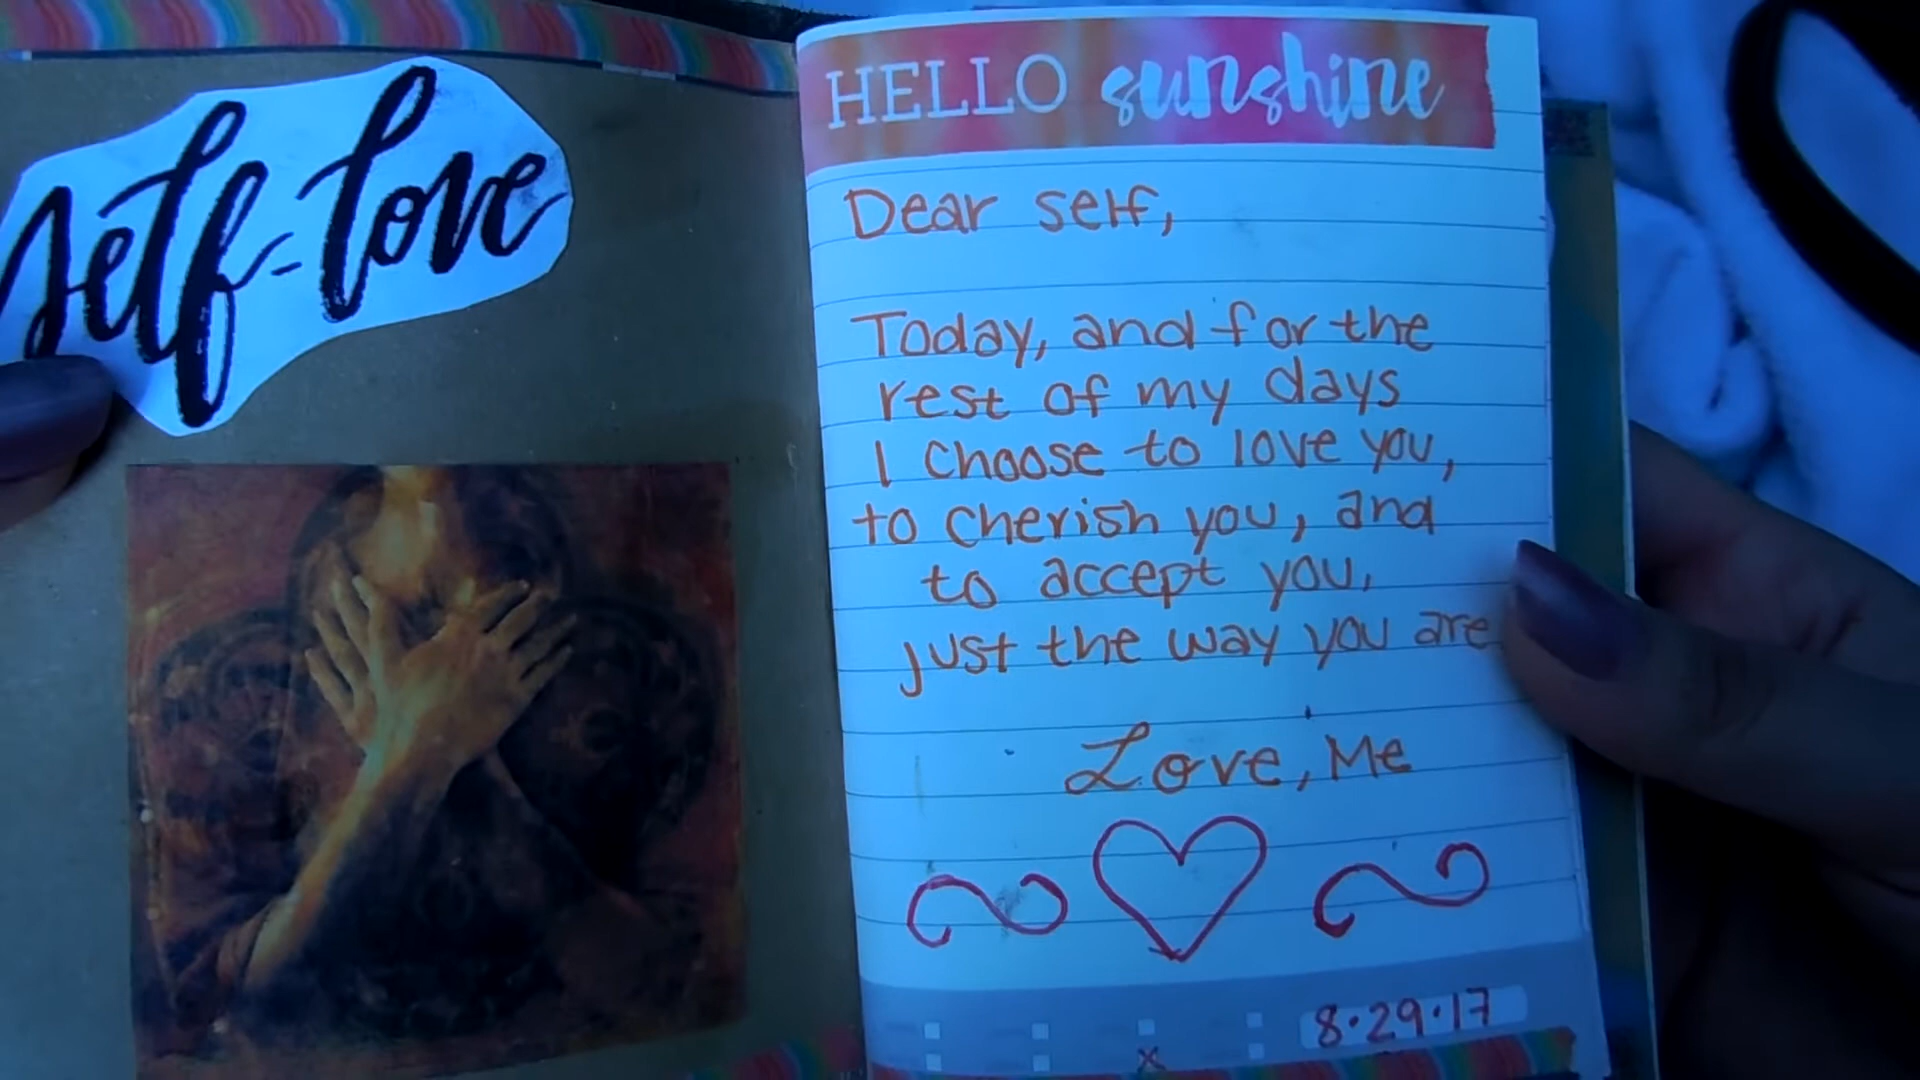 self-love
HELLO sunshine
Dear self,
Today, and for the
rest of my days
I choose to love you,
to cherish you, and
to accept you,
just the way you are
Love, Me
8.29.17
x